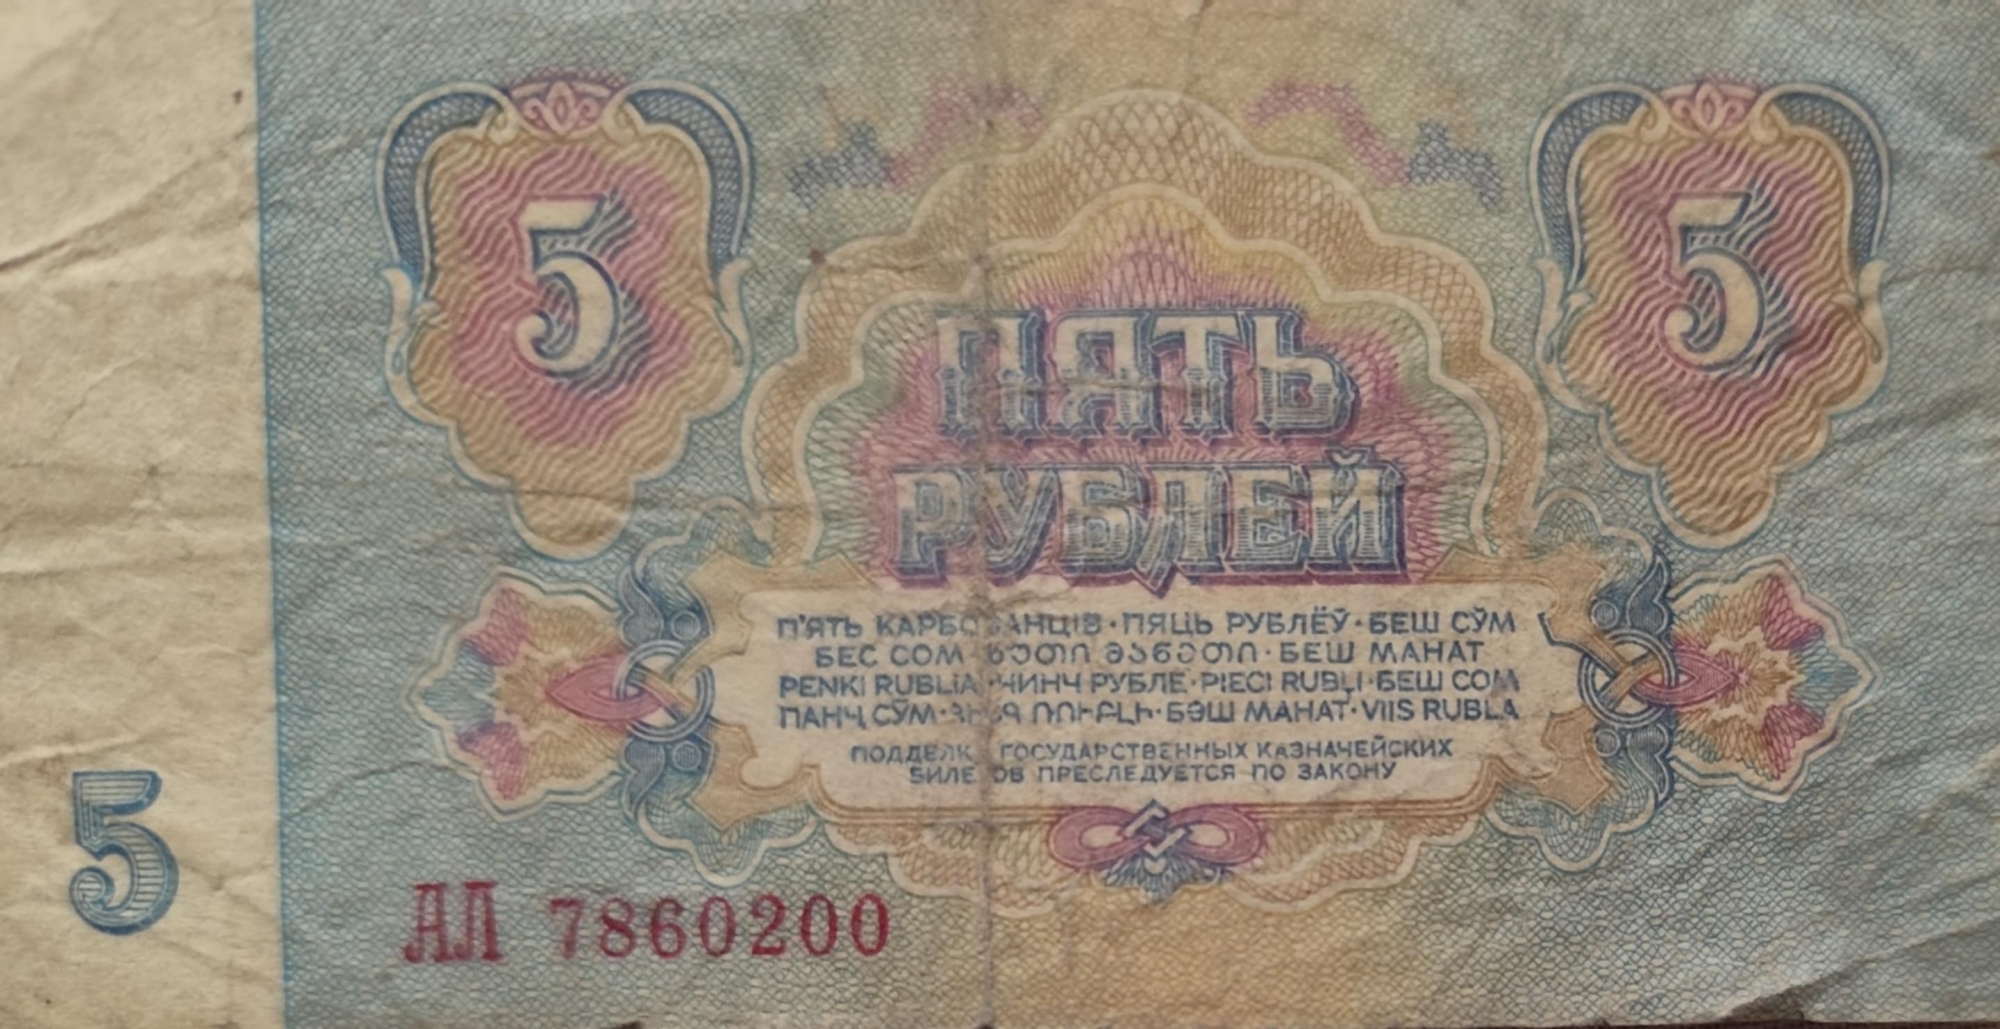 5
5
ПЯТЬ
РУБЛЕЙ
П'ЯТЬ КАРБОВАНЦІВ · ПЯЦЬ РУБЛЁЎ · БЕШ СЎМ
БЕС СОМ · ხუთი მანეთი · БЕШ МАНАТ
PENKI RUBLIAI · ЧИНЧ РУБЛЕ · PIECI RUBĻI · БЕШ СОМ
ПАНҶ СӮМ · ՀԻՆԳ ՌՈՒԲԼԻ · БӘШ МАНАТ · VIIS RUBLA
ПОДДЕЛКА ГОСУДАРСТВЕННЫХ КАЗНАЧЕЙСКИХ
БИЛЕТОВ ПРЕСЛЕДУЕТСЯ ПО ЗАКОНУ
5
АЛ 7860200